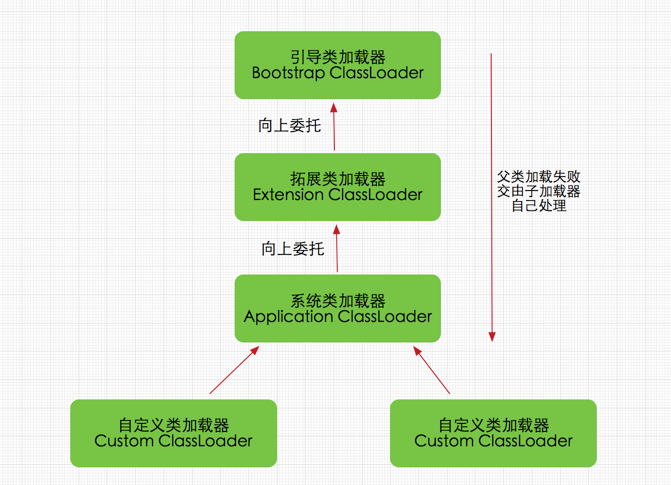 引导类加载器
Bootstrap ClassLoader
向上委托
拓展类加载器
Extension ClassLoader
父类加载失败
交由子加载器
自己处理
向上委托
系统类加载器
Application ClassLoader
自定义类加载器
Custom ClassLoader
自定义类加载器
Custom ClassLoader